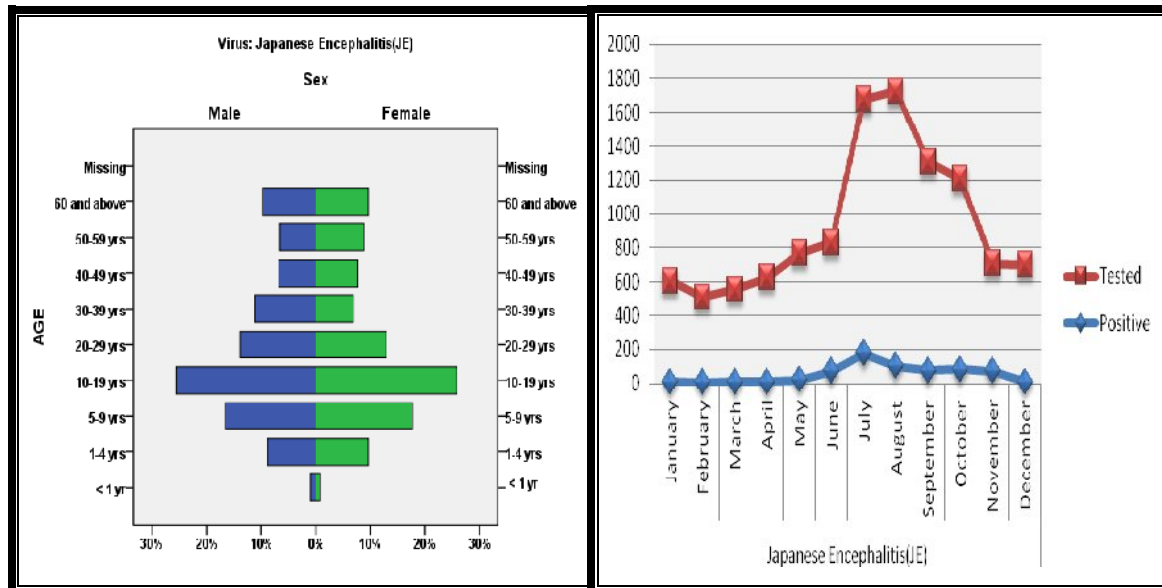 Virus: Japanese Encephalitis(JE)
Sex
Male Female
AGE
Missing Missing
60 and above 60 and above
50-59 yrs 50-59 yrs
40-49 yrs 40-49 yrs
30-39 yrs 30-39 yrs
20-29 yrs 20-29 yrs
10-19 yrs 10-19 yrs
5-9 yrs 5-9 yrs
1-4 yrs 1-4 yrs
< 1 yr < 1 yr
30% 20% 10% 0% 10% 20% 30%
2000
1800
1600
1400
1200
1000
800
600
400
200
0
January
February
March
April
May
June
July
August
September
October
November
December
Japanese Encephalitis(JE)
Tested
Positive